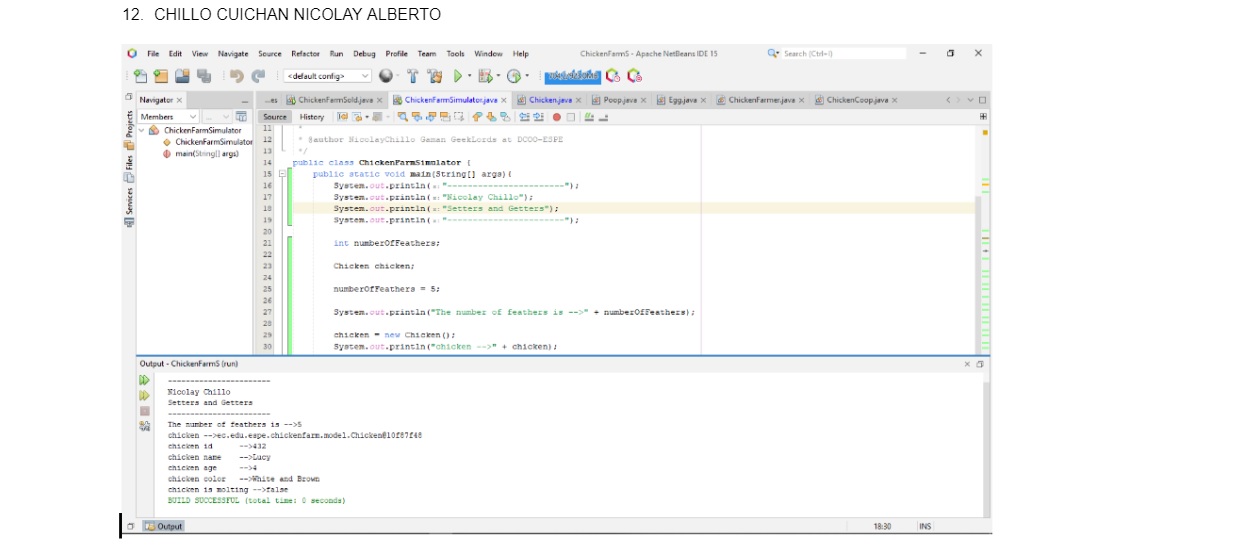 12. CHILLO CUICHAN NICOLAY ALBERTO
File Edit View Navigate Source Refactor Run Debug Profile Team Tools Window Help
ChickenFarmS - Apache NetBeans IDE 15
Search (Ctrl+I)
<default config>
Navigator
...es ChickenFarmSold.java ChickenFarmSimulator.java Chicken.java Poop.java Egg.java ChickenFarmer.java ChickenCoop.java
Members
Source History
Projects
Files
Services
ChickenFarmSimulator
ChickenFarmSimulator
main(String[] args)
11 *
12 * @author NicolayChillo Gaman GeekLords at DCOO-ESPE
13 */
14 public class ChickenFarmSimulator {
15 public static void main(String[] args){
16 System.out.println(x: "-----------------------");
17 System.out.println(x: "Nicolay Chillo");
18 System.out.println(x: "Setters and Getters");
19 System.out.println(x: "-----------------------");
20
21 int numberOfFeathers;
22
23 Chicken chicken;
24
25 numberOfFeathers = 5;
26
27 System.out.println("The number of feathers is -->" + numberOfFeathers);
28
29 chicken = new Chicken();
30 System.out.println("chicken -->" + chicken);
Output - ChickenFarmS (run)
-----------------------
Nicolay Chillo
Setters and Getters
-----------------------
The number of feathers is -->5
chicken -->ec.edu.espe.chickenfarm.model.Chicken@10f87f48
chicken id -->432
chicken name -->Lucy
chicken age -->4
chicken color -->White and Brown
chicken is molting -->false
BUILD SUCCESSFUL (total time: 0 seconds)
Output
18:30 INS